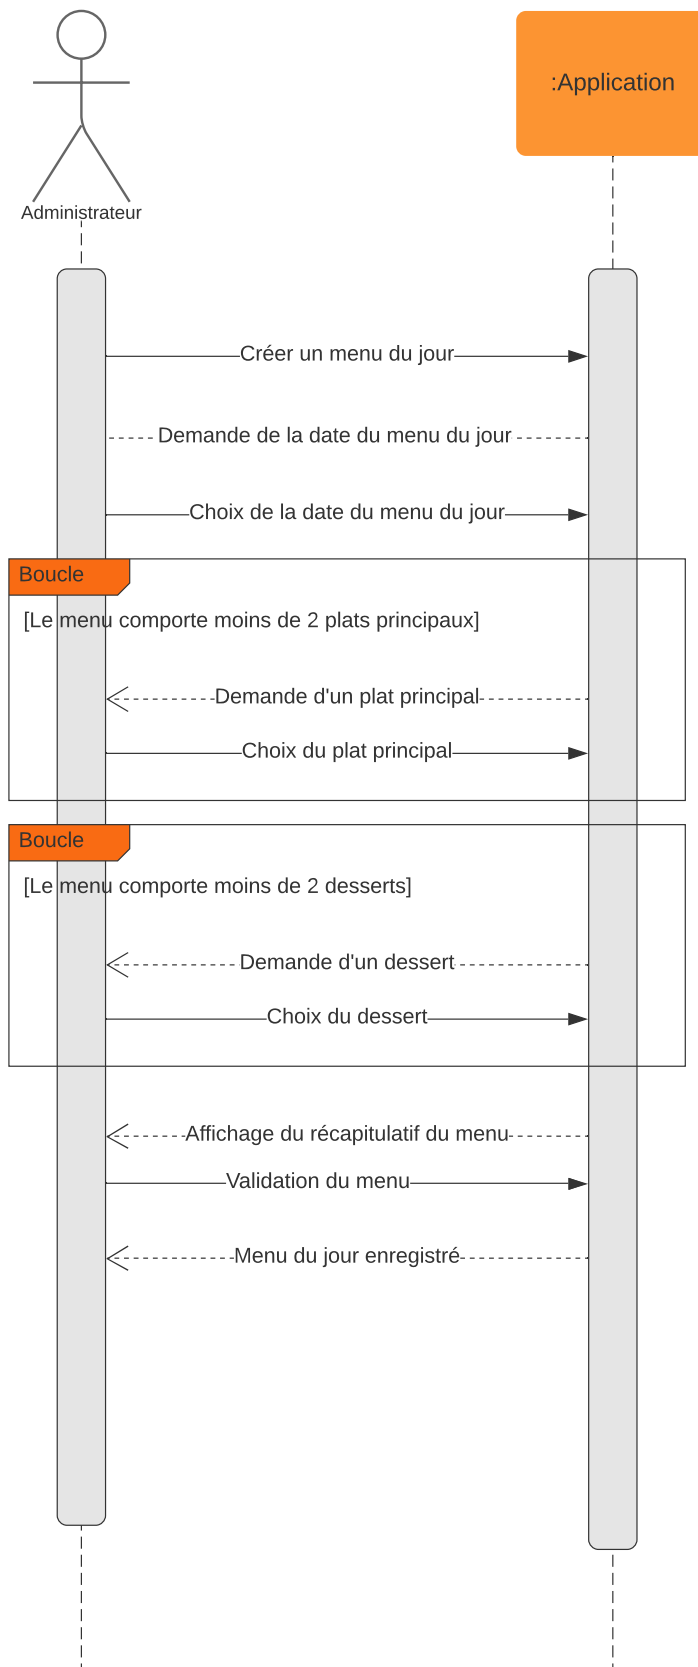 :Application
Administrateur
Créer un menu du jour
Demande de la date du menu du jour
Choix de la date du menu du jour
Boucle
[Le menu comporte moins de 2 plats principaux]
Demande d'un plat principal
Choix du plat principal
Boucle
[Le menu comporte moins de 2 desserts]
Demande d'un dessert
Choix du dessert
Affichage du récapitulatif du menu
Validation du menu
Menu du jour enregistré